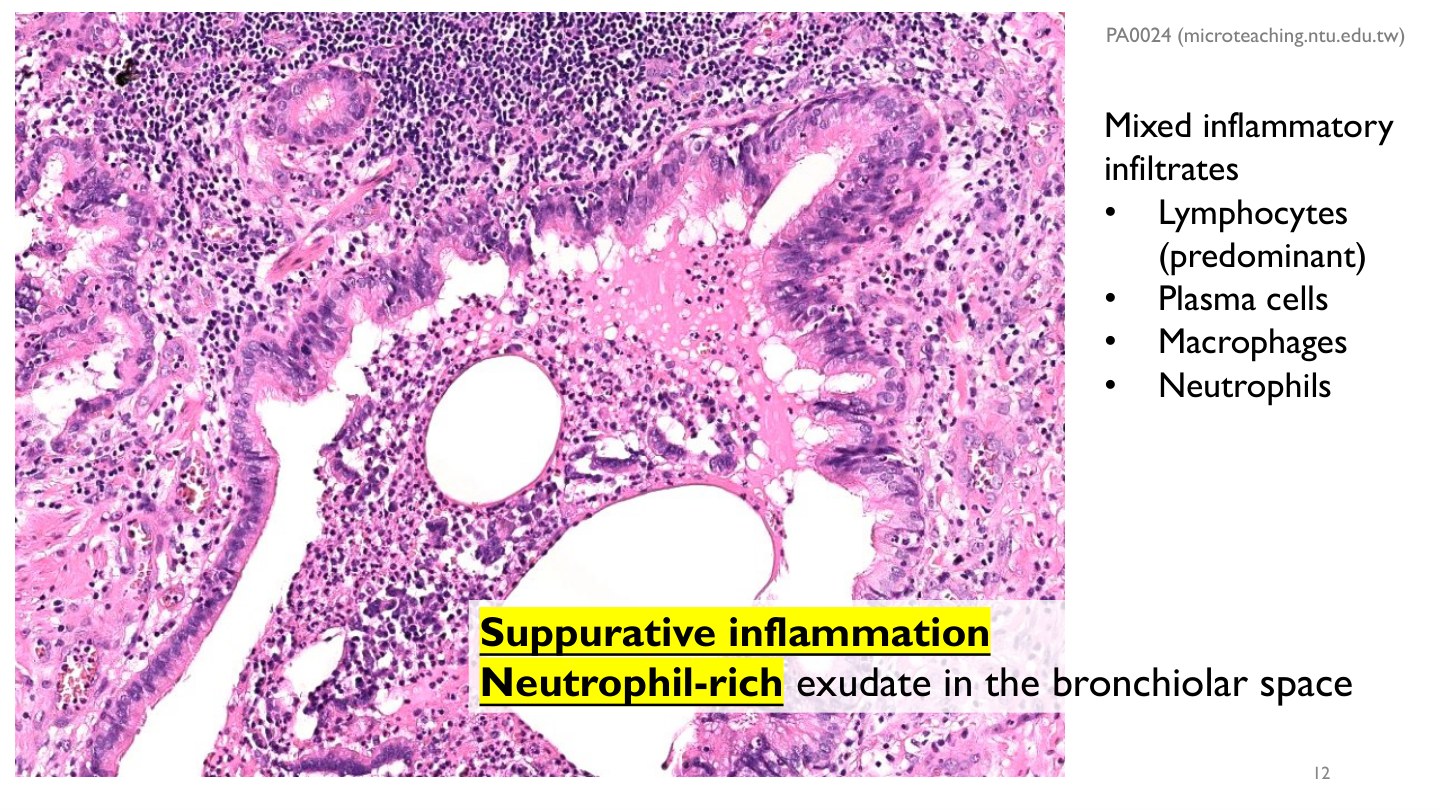 PA0024 (microteaching.ntu.edu.tw)
Mixed inflammatory
infiltrates
• Lymphocytes
(predominant)
• Plasma cells
• Macrophages
• Neutrophils
Suppurative inflammation
Neutrophil-rich exudate in the bronchiolar space
12